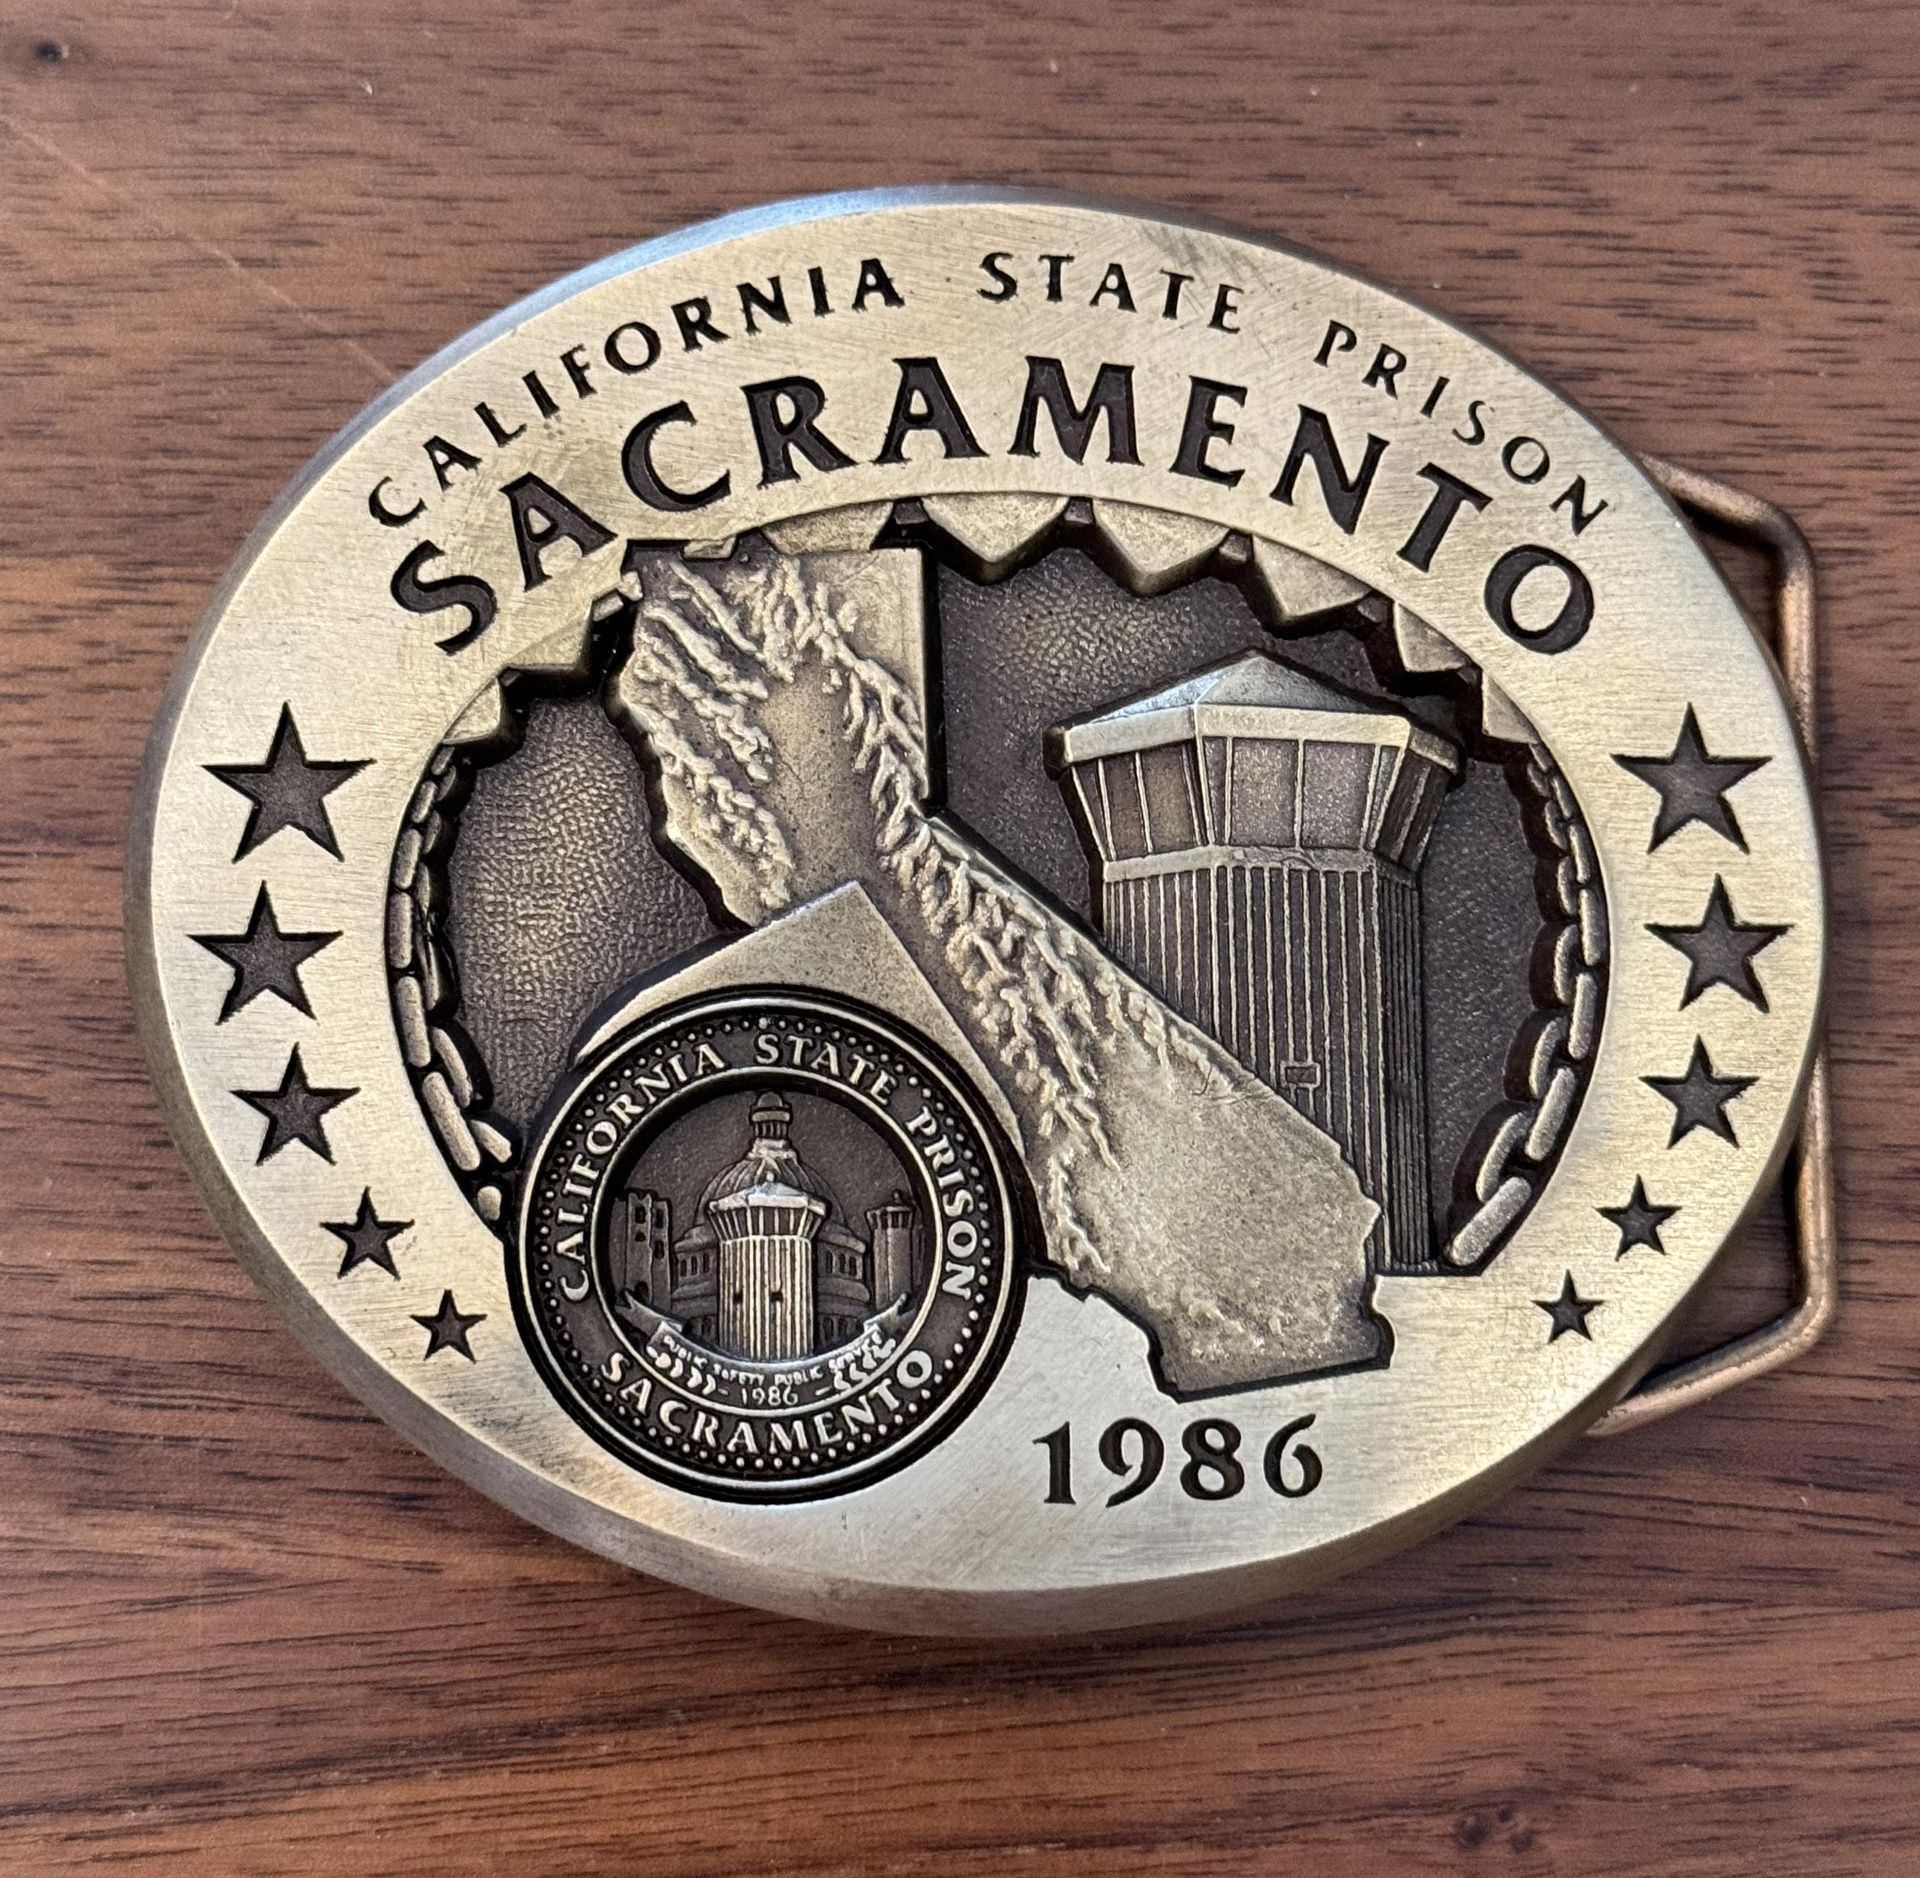 CALIFORNIA STATE PRISON
SACRAMENTO
CALIFORNIA STATE PRISON
PUBLIC SAFETY PUBLIC SERVICE
1986
SACRAMENTO
1986